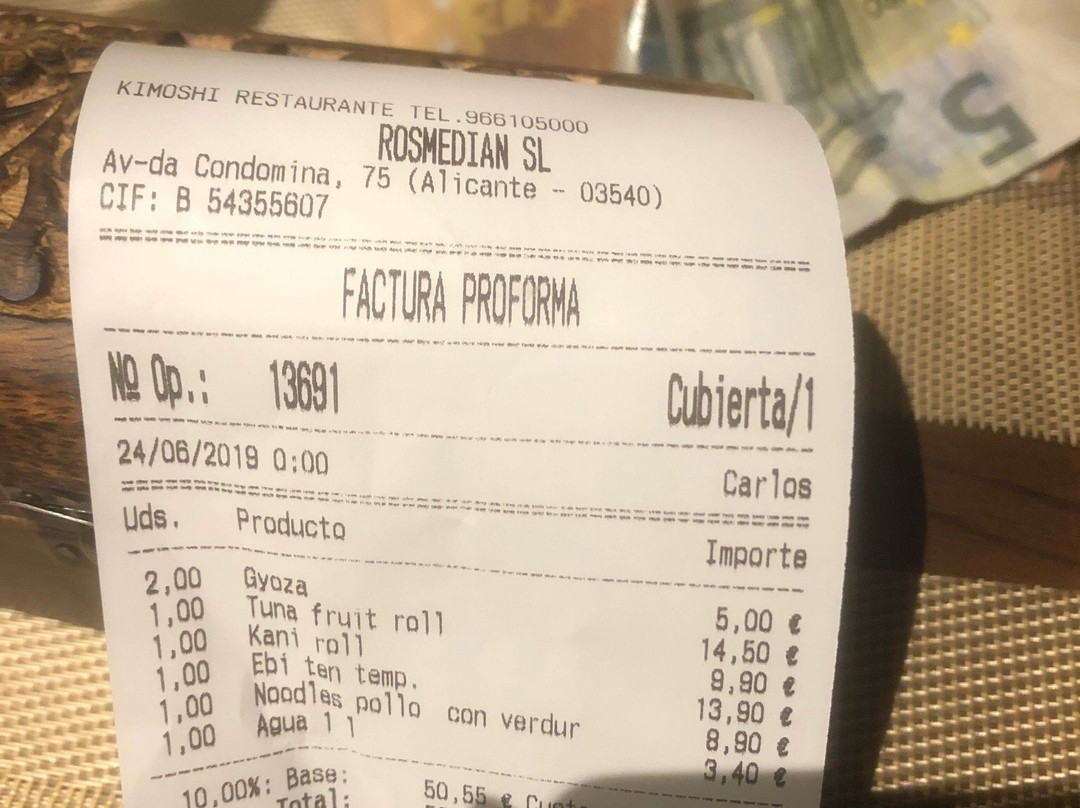 KIMOSHI RESTAURANTE TEL.966105000
ROSMEDIAN SL
Av-da Condomina, 75 (Alicante - 03540)
CIF: B 54355607
FACTURA PROFORMA
Nº Op.: 13691 Cubierta/1
24/06/2019 0:00 Carlos
Uds. Producto Importe
2,00 Gyoza 5,00 €
1,00 Tuna fruit roll 14,50 €
1,00 Kani roll 9,90 €
1,00 Ebi ten temp. 13,90 €
1,00 Noodles pollo con verdur 8,90 €
1,00 Agua 1 l 3,40 €
10,00%: Base: 50,55 €
Total:
5